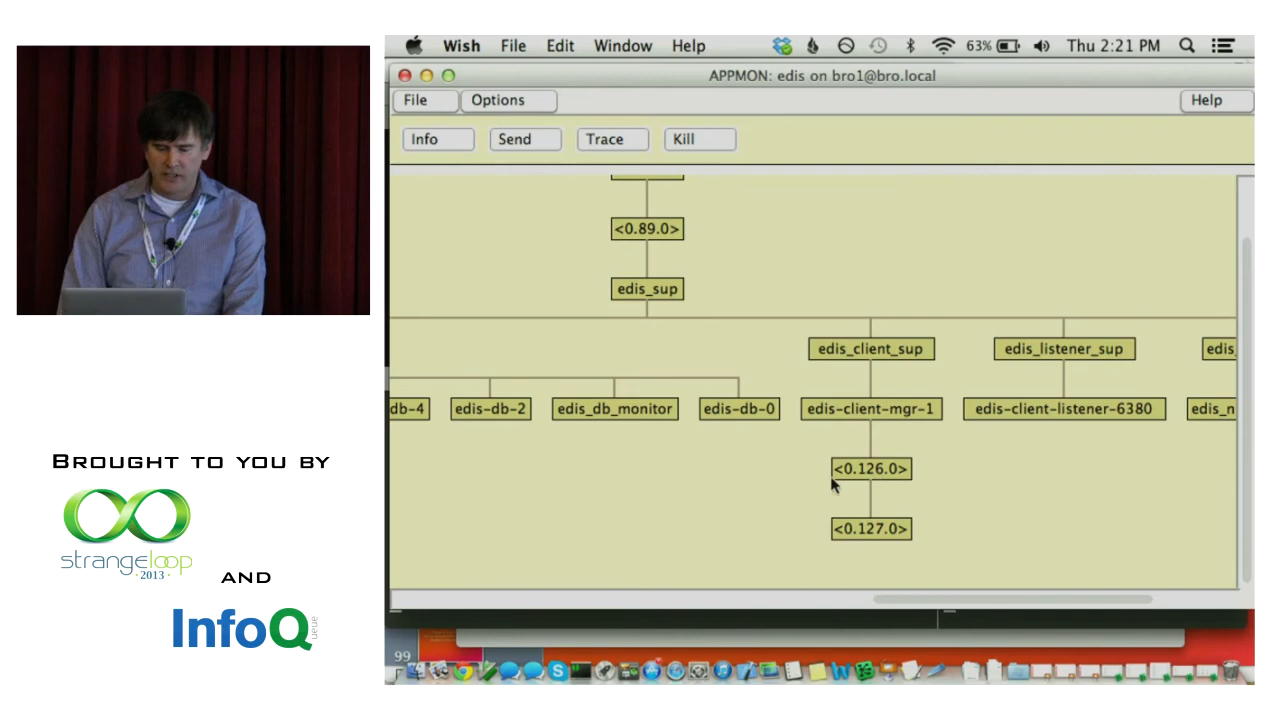 Wish File Edit Window Help 63% Thu 2:21 PM
APPMON: edis on bro1@bro.local
File Options Help
Info Send Trace Kill
<0.89.0>
edis_sup
edis_client_sup edis_listener_sup edis_
db-4 edis-db-2 edis_db_monitor edis-db-0 edis-client-mgr-1 edis-client-listener-6380 edis_n
<0.126.0>
<0.127.0>
99
BROUGHT TO YOU BY
strangeloop
· 2013 ·
AND
InfoQ
ueue